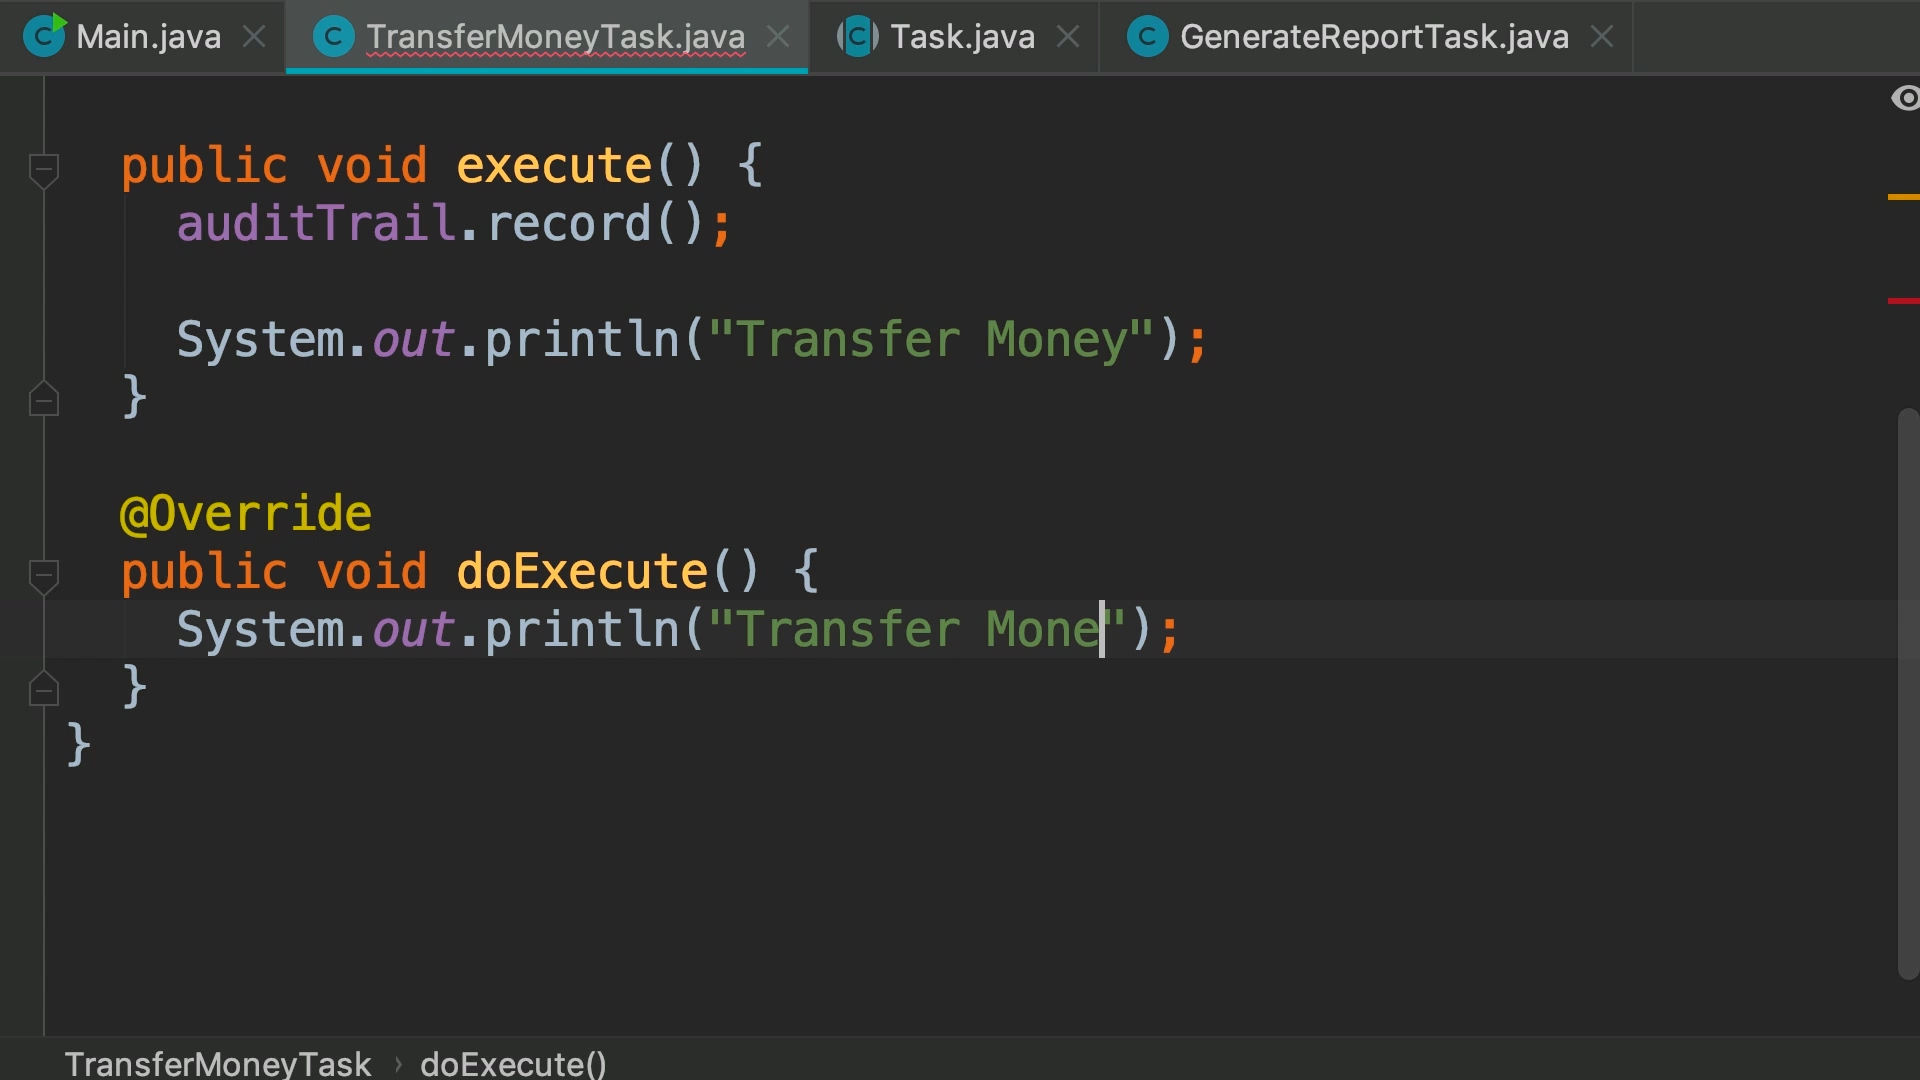 Main.java TransferMoneyTask.java Task.java GenerateReportTask.java
public void execute() {
auditTrail.record();
System.out.println("Transfer Money");
}
@Override
public void doExecute() {
System.out.println("Transfer Mone");
}
}
TransferMoneyTask › doExecute()